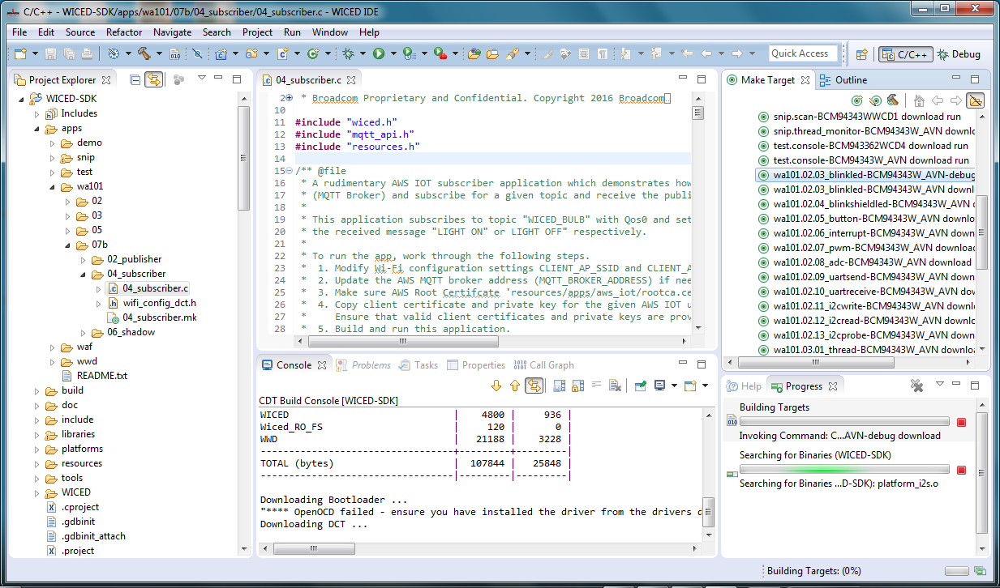 C/C++ - WICED-SDK/apps/wa101/07b/04_subscriber/04_subscriber.c - WICED IDE
File Edit Source Refactor Navigate Search Project Run Window Help
Quick Access
C/C++
Debug
Project Explorer
WICED-SDK
Includes
apps
demo
snip
test
wa101
02
03
05
07b
02_publisher
04_subscriber
04_subscriber.c
wifi_config_dct.h
04_subscriber.mk
06_shadow
waf
wwd
README.txt
build
doc
include
libraries
platforms
resources
tools
WICED
.cproject
.gdbinit
.gdbinit_attach
.project
04_subscriber.c
2 * Broadcom Proprietary and Confidential. Copyright 2016 Broadcom
10
11 #include "wiced.h"
12 #include "mqtt_api.h"
13 #include "resources.h"
14
15 /** @file
16 * A rudimentary AWS IOT subscriber application which demonstrates how
17 * (MQTT Broker) and subscribe for a given topic and receive the publi
18 *
19 * This application subscribes to topic "WICED_BULB" with Qos0 and set
20 * the received message "LIGHT ON" or LIGHT OFF" respectively.
21 *
22 * To run the app, work through the following steps.
23 * 1. Modify Wi-Fi configuration settings CLIENT_AP_SSID and CLIENT_A
24 * 2. Update the AWS MQTT broker address (MQTT_BROKER_ADDRESS) if nee
25 * 3. Make sure AWS Root Certifcate 'resources/apps/aws_iot/rootca.ce
26 * 4. Copy client certificate and private key for the given AWS IOT u
27 * Ensure that valid client certificates and private keys are prov
28 * 5. Build and run this application.
Console Problems Tasks Properties Call Graph
CDT Build Console [WICED-SDK]
WICED | 4800 | 936 |
Wiced_RO_FS | 120 | 0 |
WWD | 21188 | 3228 |
---------------------------------+---------+---------|
TOTAL (bytes) | 107844 | 25848 |
---------------------------------|---------|---------|
Downloading Bootloader ...
"**** OpenOCD failed - ensure you have installed the driver from the drivers d
Downloading DCT ...
Make Target Outline
snip.scan-BCM94343WWCD1 download run
snip.thread_monitor-BCM94343W_AVN downlo
test.console-BCM943362WCD4 download run
test.console-BCM94343W_AVN download run
wa101.02.03_blinkled-BCM94343W_AVN-debug
wa101.02.03_blinkled-BCM94343W_AVN downl
wa101.02.04_blinkshieldled-BCM94343W_AVN c
wa101.02.05_button-BCM94343W_AVN downlo
wa101.02.06_interrupt-BCM94343W_AVN down
wa101.02.07_pwm-BCM94343W_AVN download
wa101.02.08_adc-BCM94343W_AVN download
wa101.02.09_uartsend-BCM94343W_AVN down
wa101.02.10_uartreceive-BCM94343W_AVN dow
wa101.02.11_i2cwrite-BCM94343W_AVN downl
wa101.02.12_i2cread-BCM94343W_AVN downlo
wa101.02.13_i2cprobe-BCM94343W_AVN down
wa101.03.01_thread-BCM94343W_AVN downloa
Help Progress
Building Targets
Invoking Command: C...AVN-debug download
Searching for Binaries (WICED-SDK)
Searching for Binaries ...D-SDK): platform_i2s.o
Building Targets: (0%)